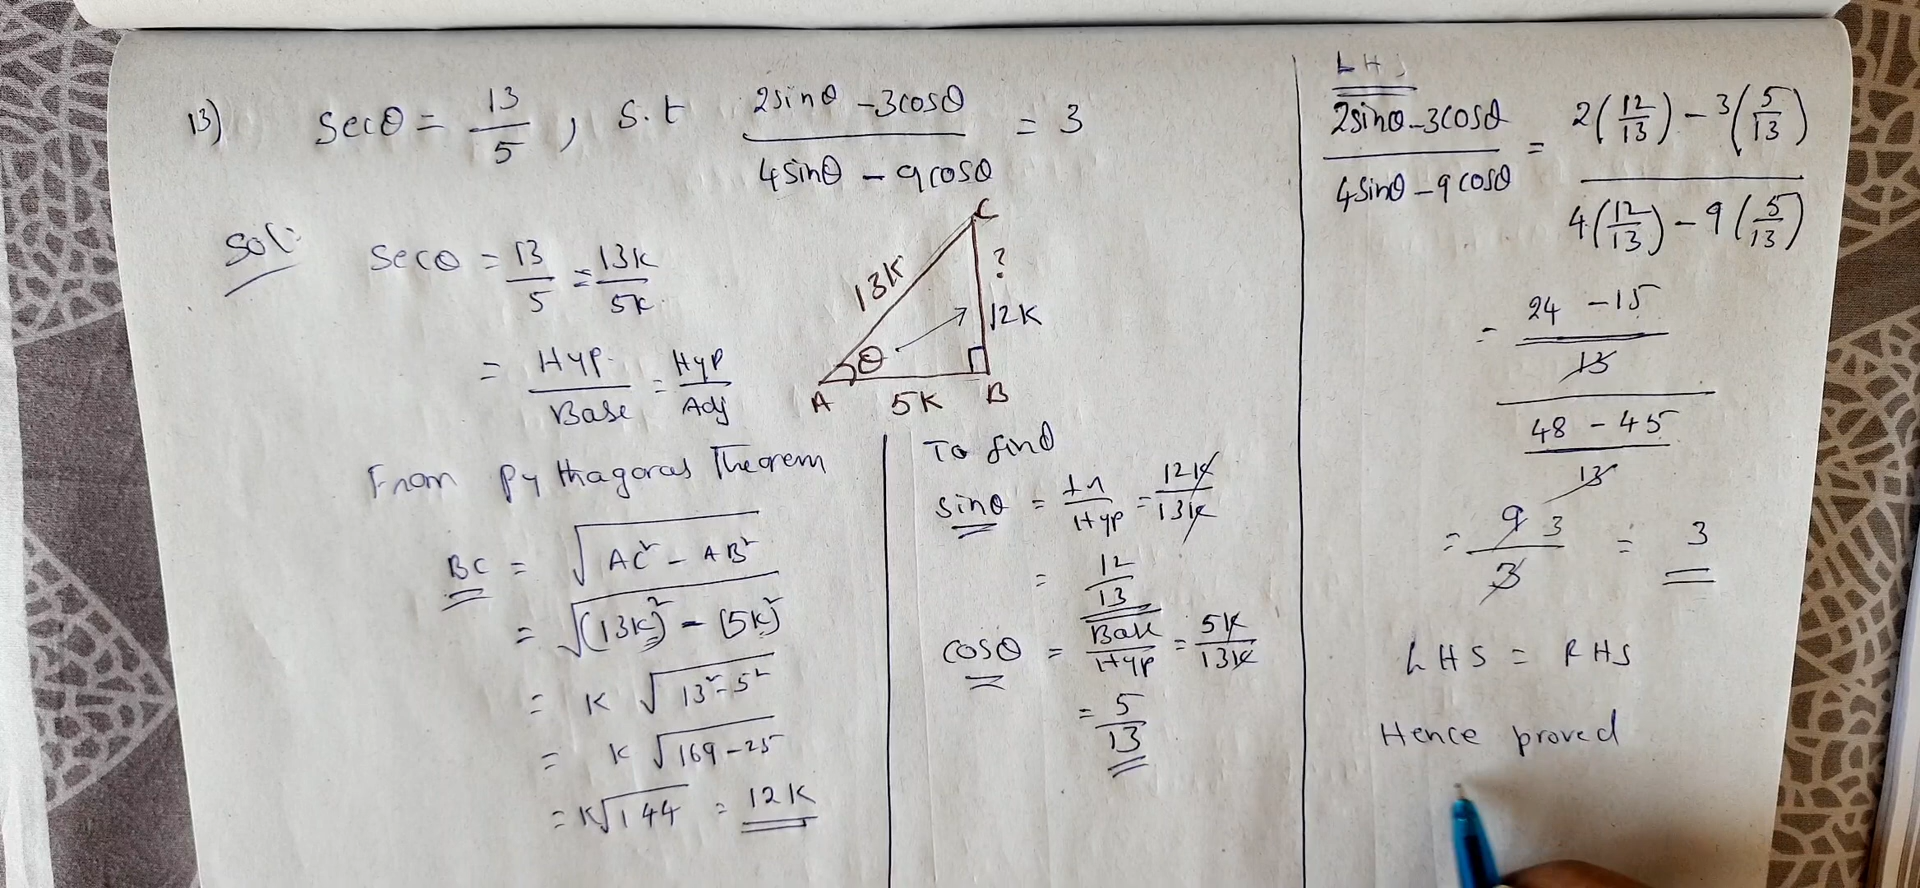 13) Secθ = 13/5 , S.t (2sinθ - 3cosθ)/(4sinθ - 9cosθ) = 3
Sol:
Secθ = 13/5 = 13K/5K
= Hyp/Base = Hyp/Adj
C
13K
?
12K
θ
A 5K B
From Pythagoras Theorem
BC = √(AC² - AB²)
= √((13K)² - (5K)²)
= K √(13² - 5²)
= K √(169 - 25)
= K√144 = 12K
To find
sinθ = /Hyp = 12K/13K
= 12/13
cosθ = Base/Hyp = 5K/13K
= 5/13
LHS
(2sinθ - 3cosθ)/(4sinθ - 9cosθ) = (2(12/13) - 3(5/13))/(4(12/13) - 9(5/13))
= ((24 - 15)/13)/((48 - 45)/13)
= 9/3 3 = 3
LHS = RHS
Hence proved